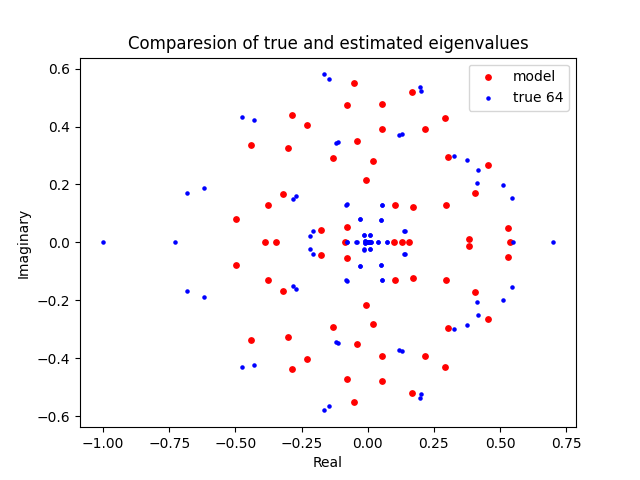 Comparesion of true and estimated eigenvalues
model
true 64
0.6
0.4
0.2
0.0
−0.2
−0.4
−0.6
Imaginary
−1.00 −0.75 −0.50 −0.25 0.00 0.25 0.50 0.75
Real